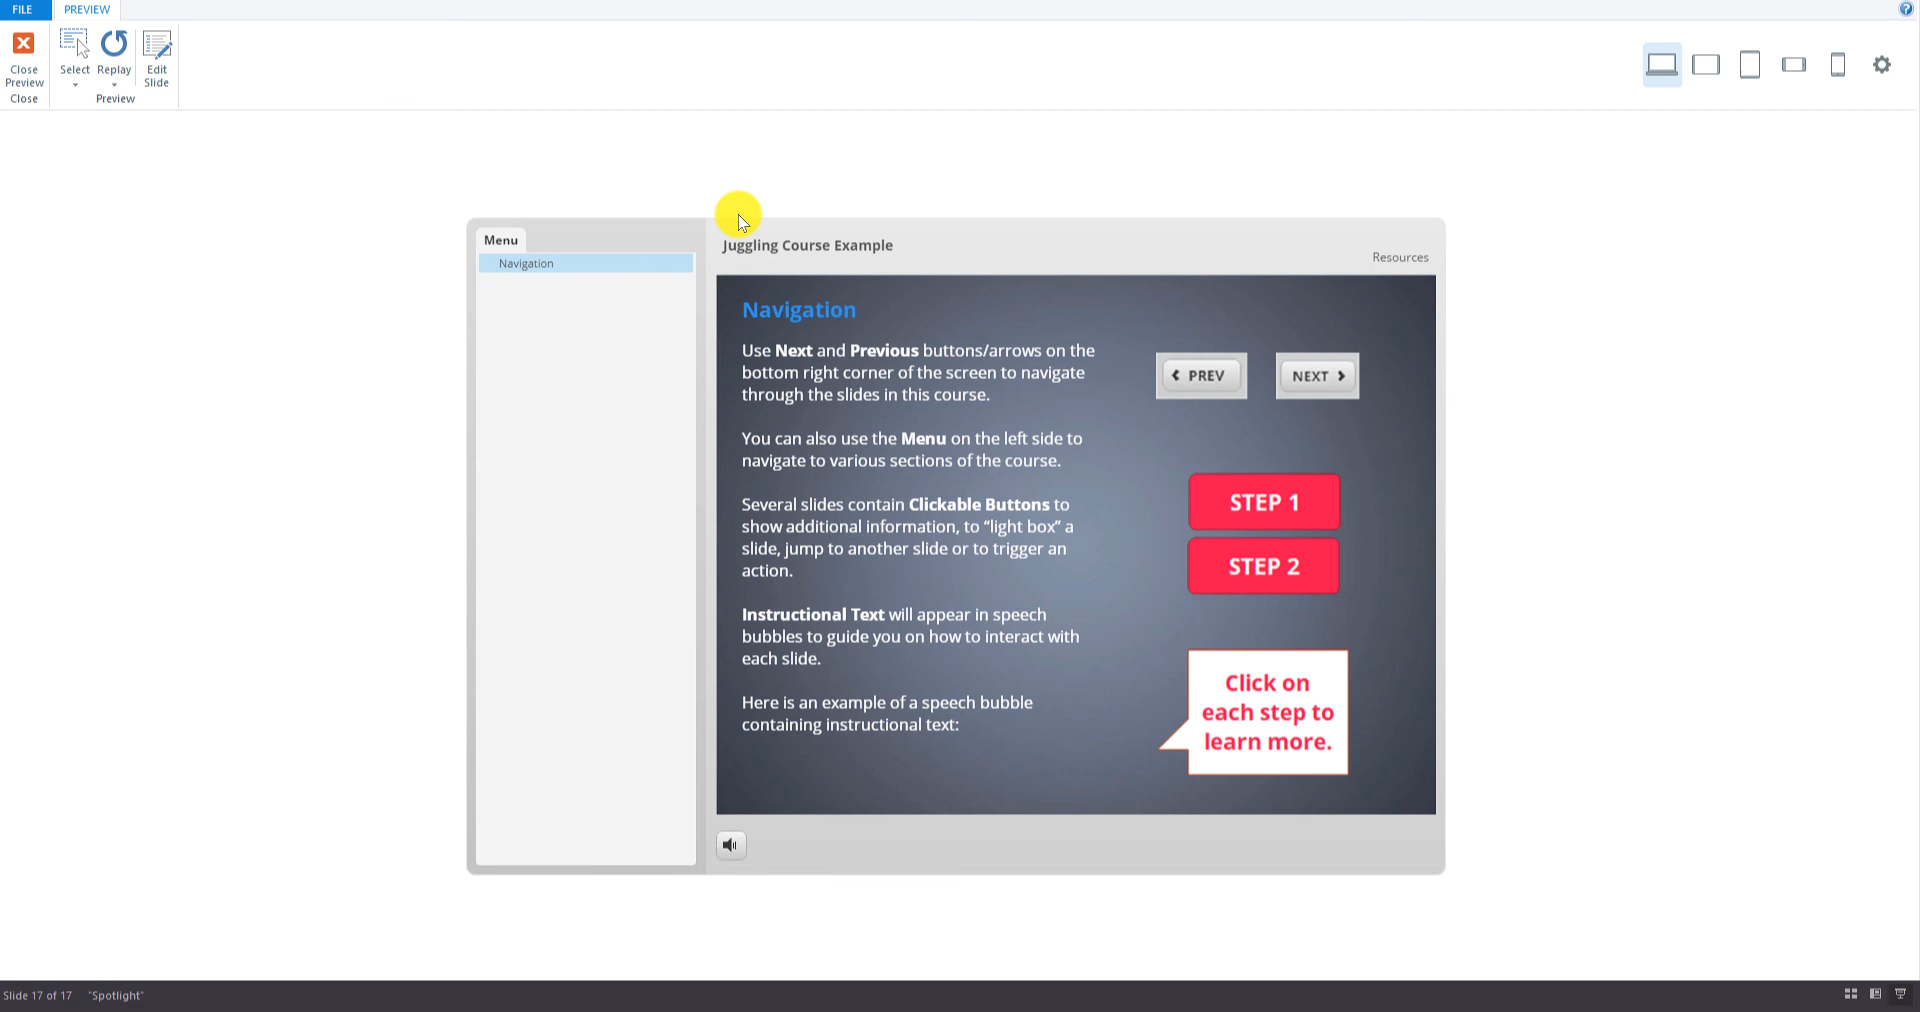 FILE
PREVIEW
Close
Preview
Close
Select
Replay
Edit
Slide
Preview
Menu
Navigation
Juggling Course Example
Resources
Navigation
Use Next and Previous buttons/arrows on the
bottom right corner of the screen to navigate
through the slides in this course.
You can also use the Menu on the left side to
navigate to various sections of the course.
Several slides contain Clickable Buttons to
show additional information, to “light box” a
slide, jump to another slide or to trigger an
action.
Instructional Text will appear in speech
bubbles to guide you on how to interact with
each slide.
Here is an example of a speech bubble
containing instructional text:
PREV
NEXT
STEP 1
STEP 2
Click on
each step to
learn more.
Slide 17 of 17 "Spotlight"